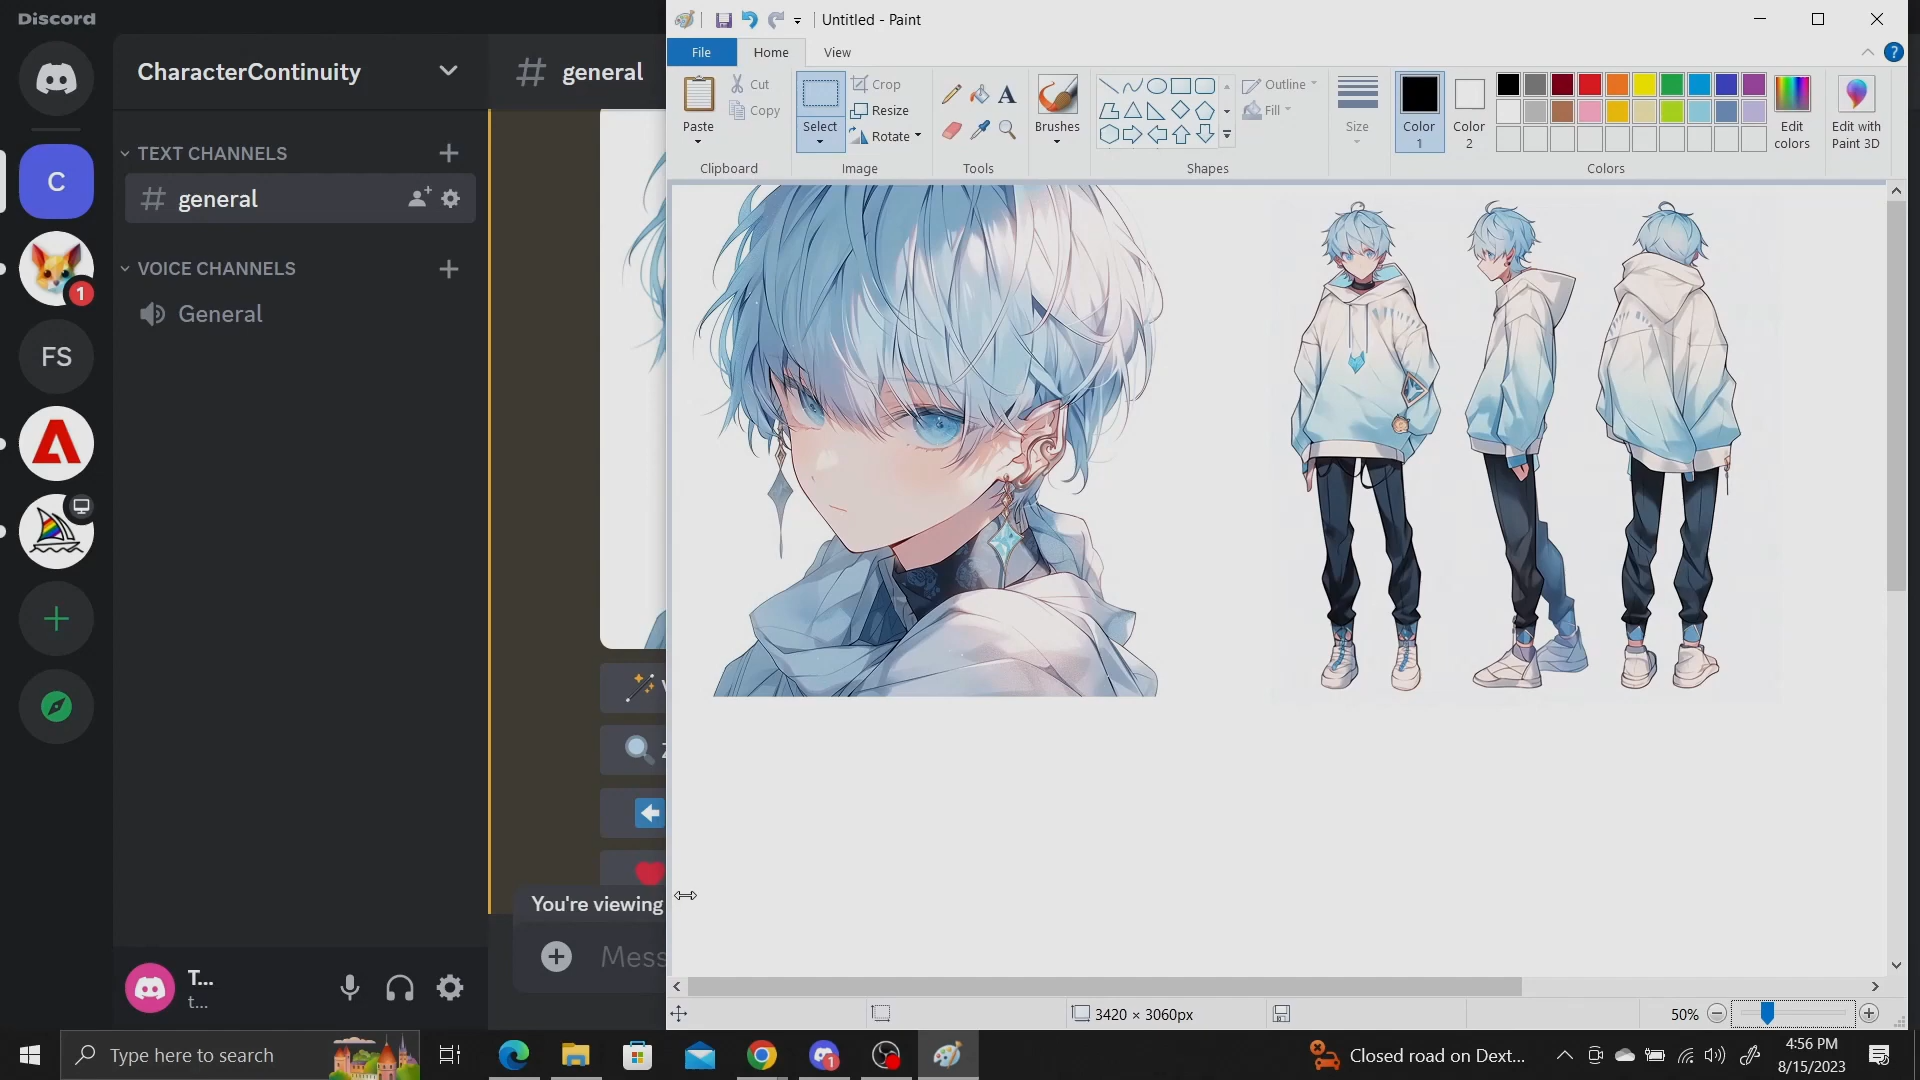 Discord
CharacterContinuity
general
TEXT CHANNELS
general
VOICE CHANNELS
General
C
1
FS
You're viewing
Mess
T...
t...
Untitled - Paint
File
Home
View
?
Paste
Cut
Copy
Clipboard
Select
Crop
Resize
Rotate
Image
A
Tools
Brushes
Outline
Fill
Shapes
Size
Color
1
Color
2
Edit
colors
Colors
Edit with
Paint 3D
3420 × 3060px
50%
Type here to search
1
Closed road on Dext...
4:56 PM
8/15/2023